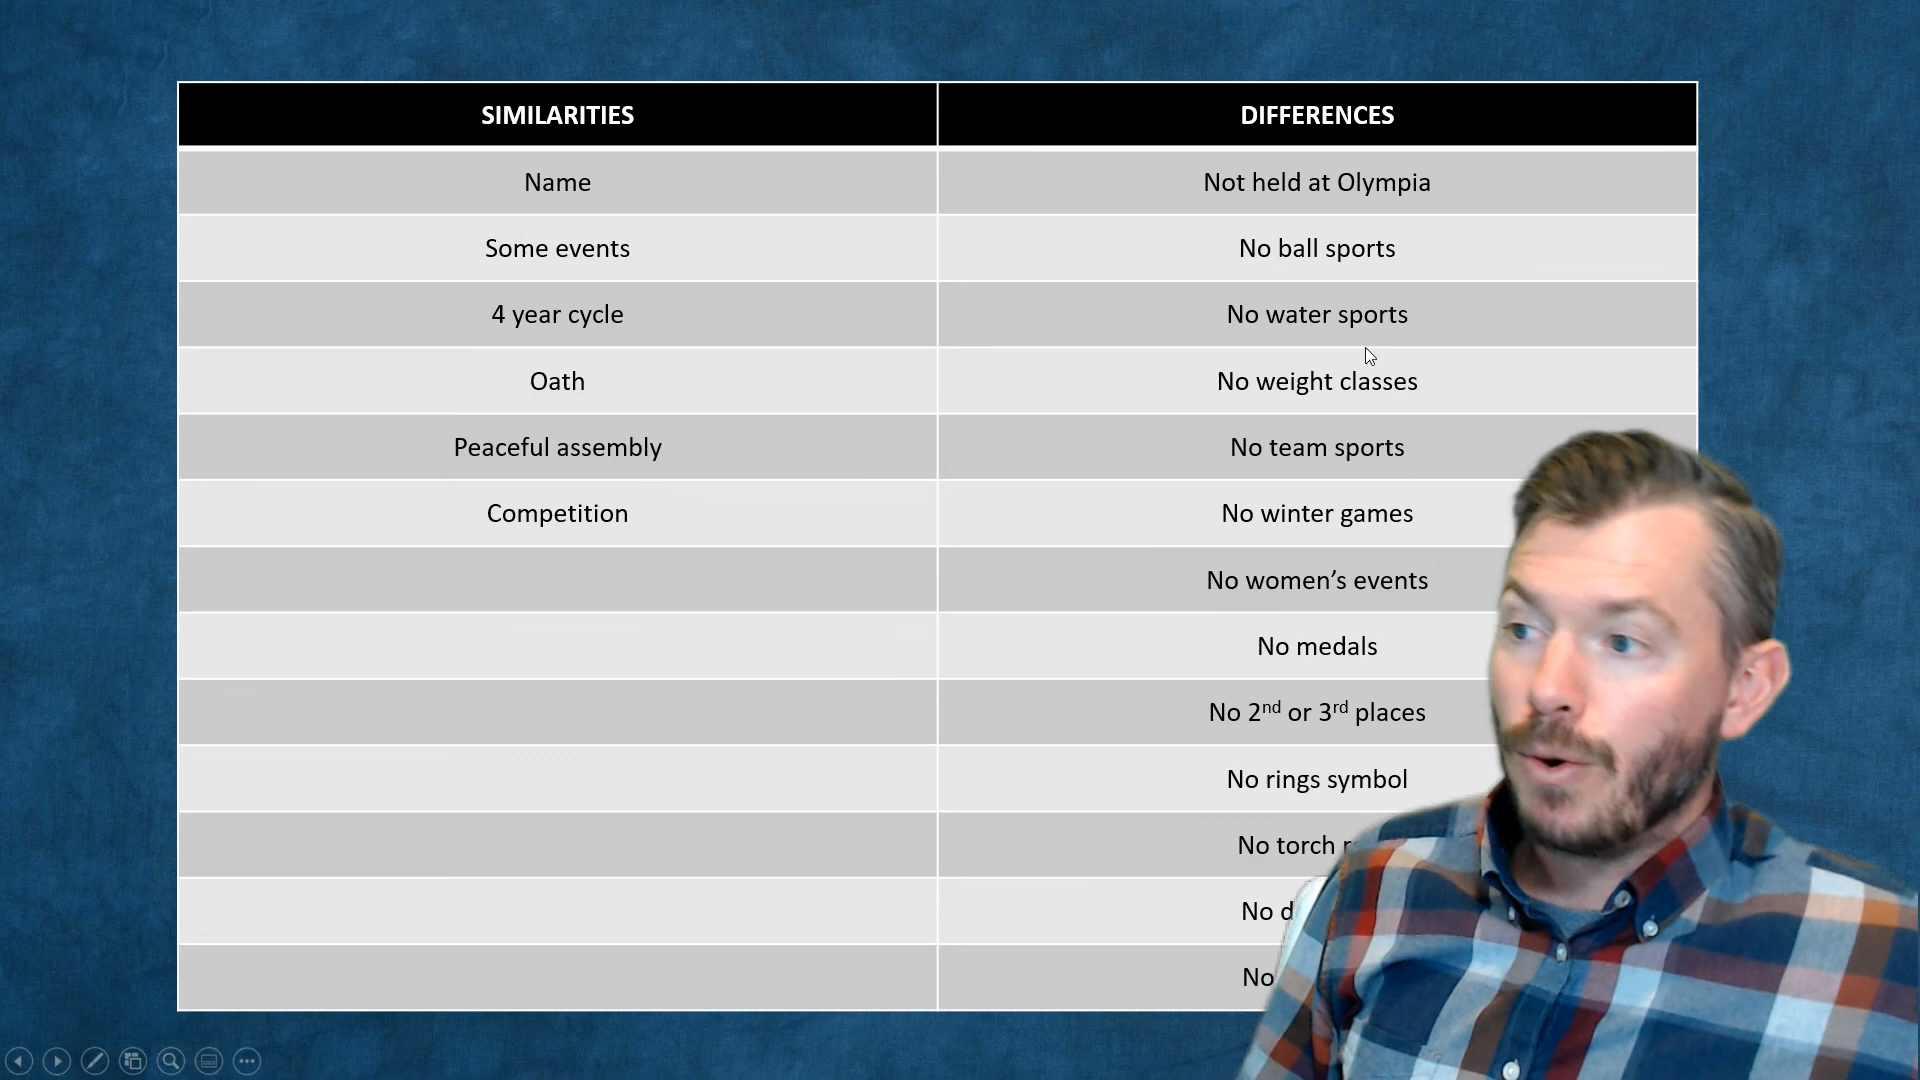 SIMILARITIES DIFFERENCES
Name Not held at Olympia
Some events No ball sports
4 year cycle No water sports
Oath No weight classes
Peaceful assembly No team sports
Competition No winter games
No women’s events
No medals
No 2nd or 3rd places
No rings symbol
No torch
No
No